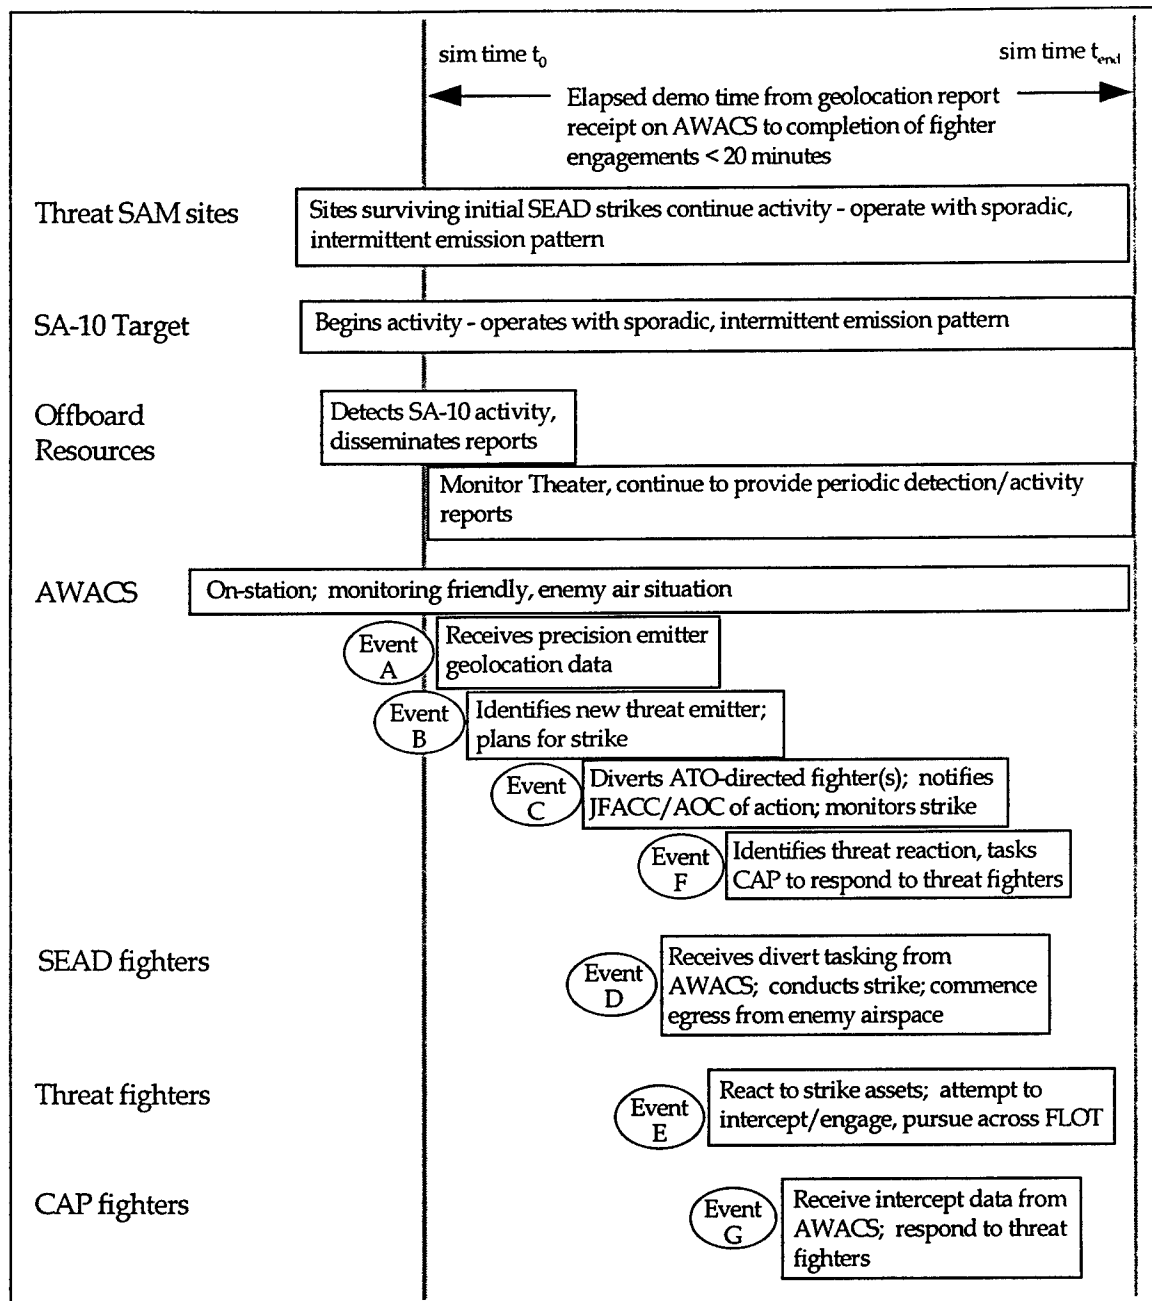 sim time t0
sim time tend
Elapsed demo time from geolocation report
receipt on AWACS to completion of fighter
engagements < 20 minutes
Threat SAM sites
Sites surviving initial SEAD strikes continue activity - operate with sporadic,
intermittent emission pattern
SA-10 Target
Begins activity - operates with sporadic, intermittent emission pattern
Offboard
Resources
Detects SA-10 activity,
disseminates reports
Monitor Theater, continue to provide periodic detection/activity
reports
AWACS
On-station; monitoring friendly, enemy air situation
Event
A
Receives precision emitter
geolocation data
Event
B
Identifies new threat emitter;
plans for strike
Event
C
Diverts ATO-directed fighter(s); notifies
JFACC/AOC of action; monitors strike
Event
F
Identifies threat reaction, tasks
CAP to respond to threat fighters
SEAD fighters
Event
D
Receives divert tasking from
AWACS; conducts strike; commence
egress from enemy airspace
Threat fighters
Event
E
React to strike assets; attempt to
intercept/engage, pursue across FLOT
CAP fighters
Event
G
Receive intercept data from
AWACS; respond to threat
fighters